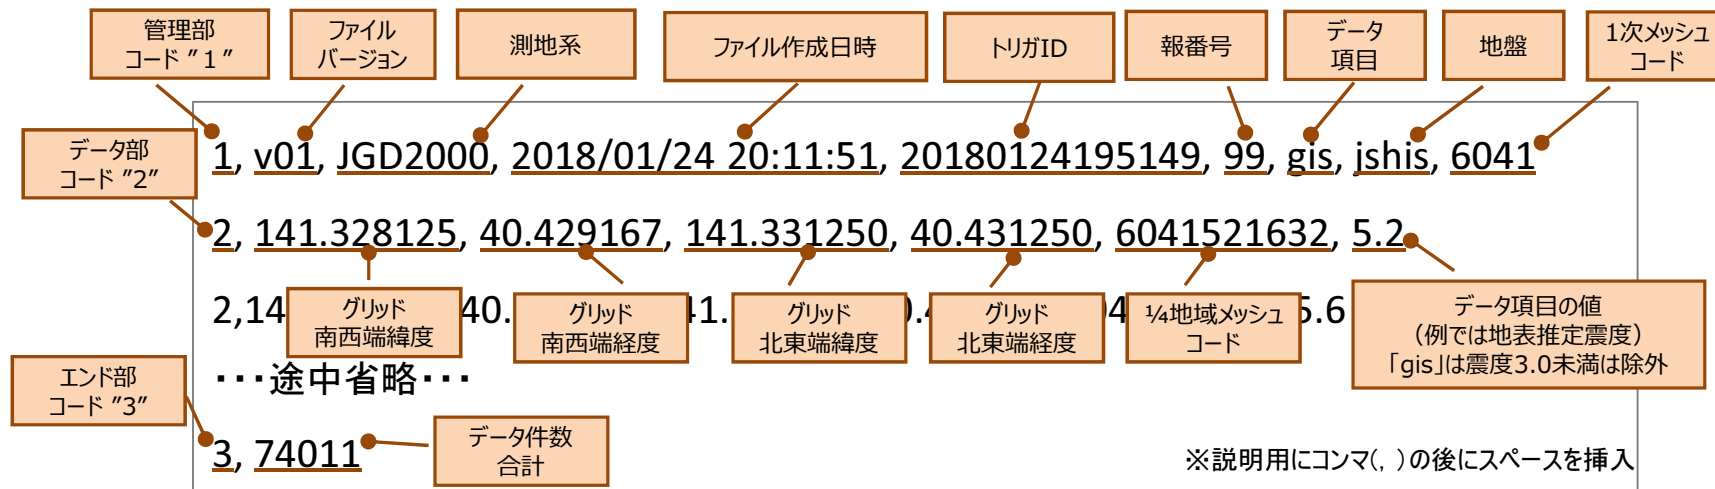 管理部
コード ”１”
ファイル
バージョン
測地系
ファイル作成日時
トリガID
報番号
データ
項目
地盤
1次メッシュ
コード
データ部
コード ”2”
1, v01, JGD2000, 2018/01/24 20:11:51, 20180124195149, 99, gis, jshis, 6041
2, 141.328125, 40.429167, 141.331250, 40.431250, 6041521632, 5.2
グリッド
南西端緯度
グリッド
南西端経度
グリッド
北東端緯度
グリッド
北東端経度
¼地域メッシュ
コード
データ項目の値
（例では地表推定震度）
「gis」は震度3.0未満は除外
2,14
40.
41.
5.6
・・・途中省略・・・
エンド部
コード ”3”
3, 74011
データ件数
合計
※説明用にコンマ(, )の後にスペースを挿入